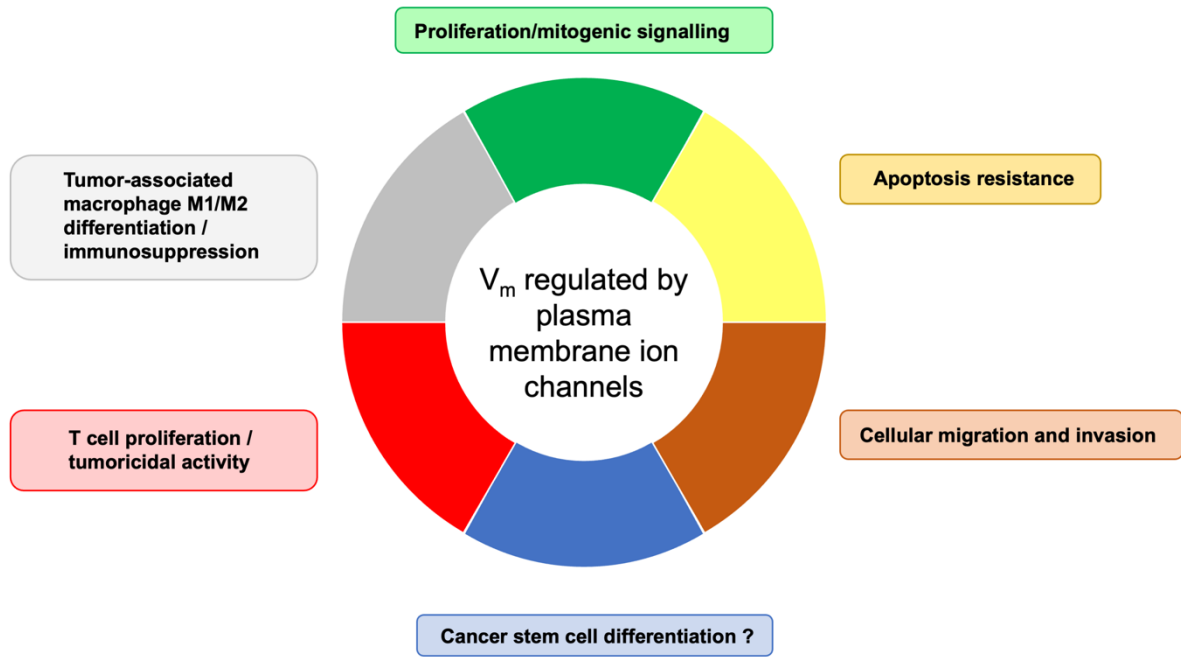 Proliferation/mitogenic signalling
Tumor-associated
macrophage M1/M2
differentiation /
immunosuppression
Apoptosis resistance
Vm regulated by
plasma
membrane ion
channels
T cell proliferation /
tumoricidal activity
Cellular migration and invasion
Cancer stem cell differentiation ?